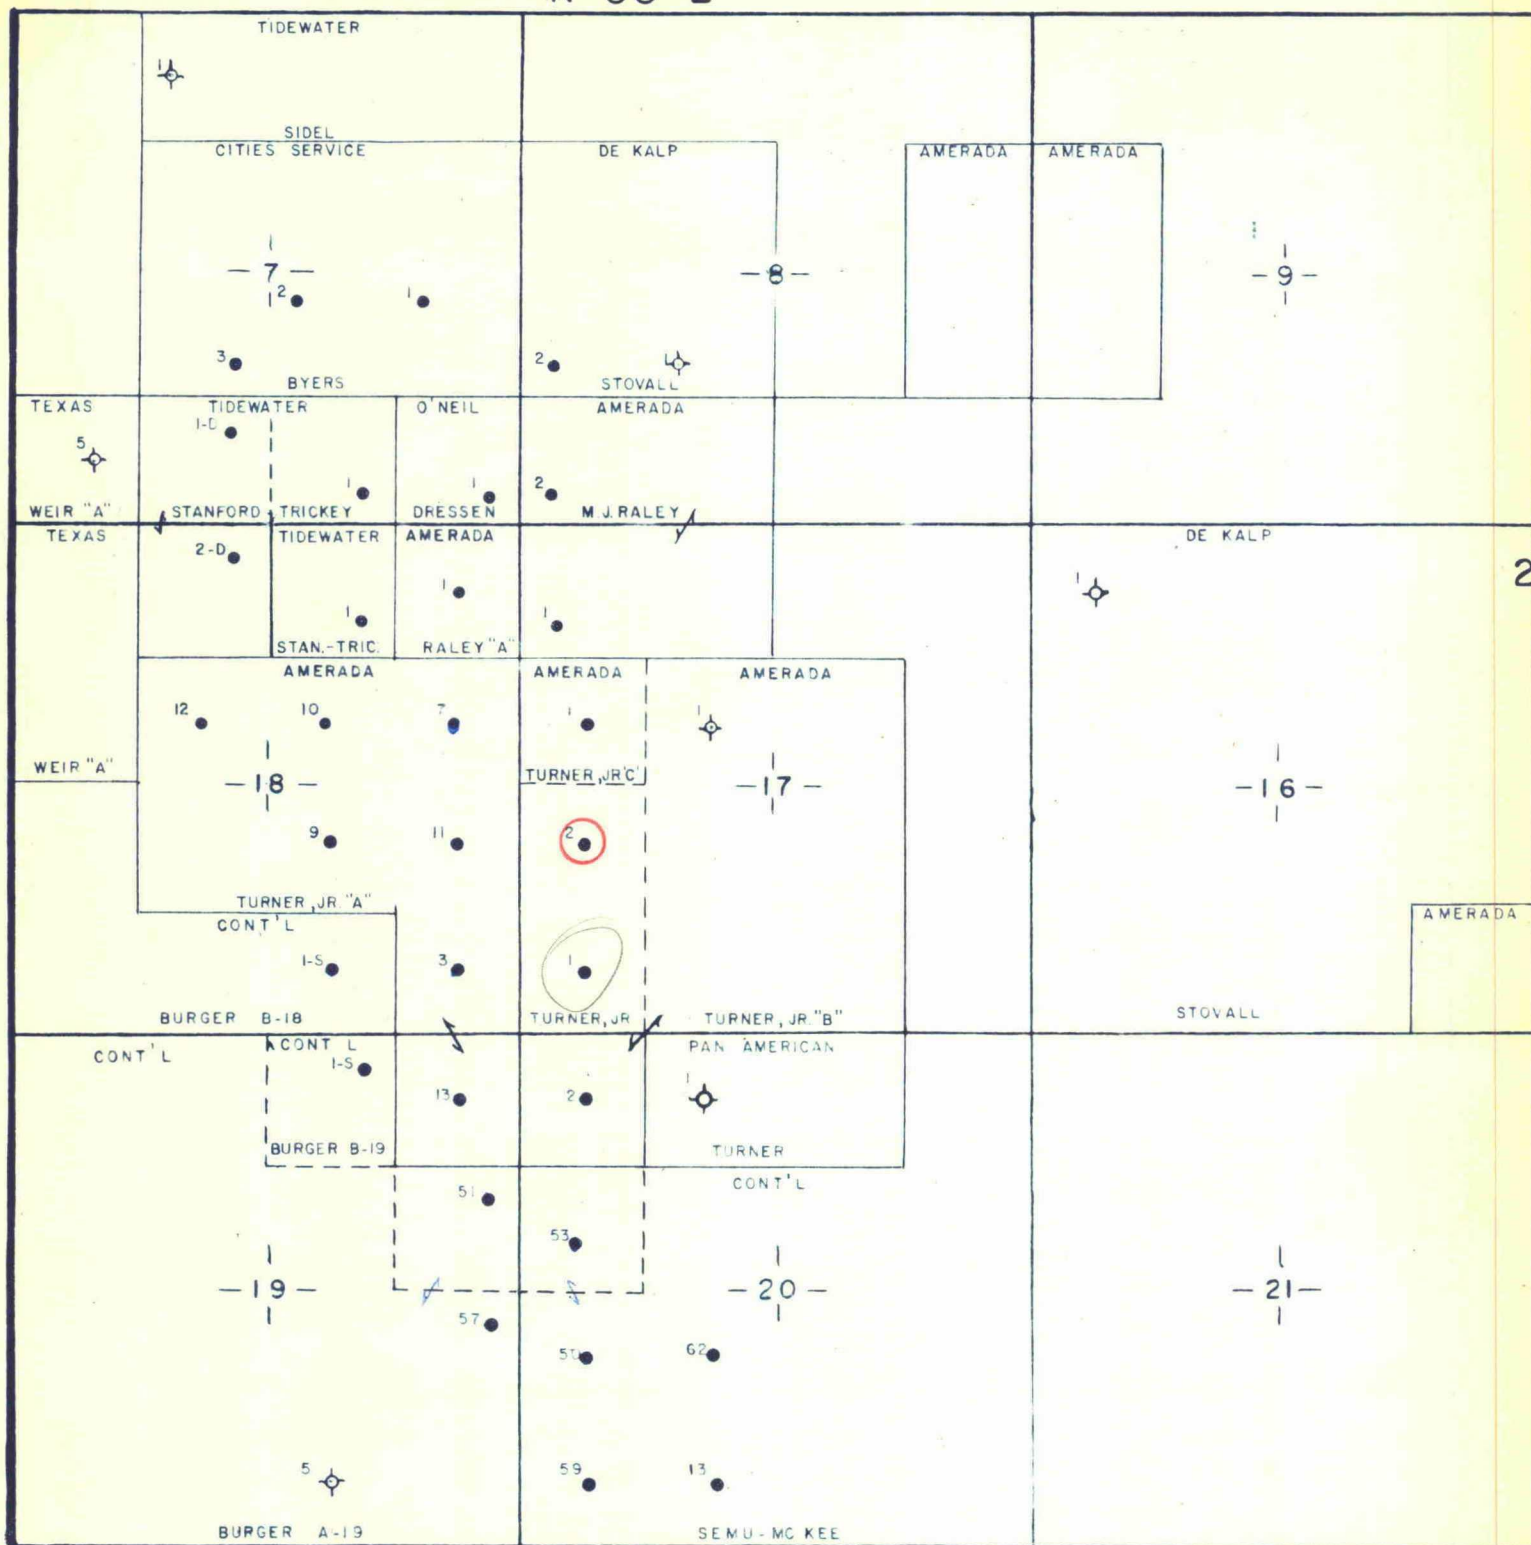 TIDEWATER
1
SIDEL
CITIES SERVICE
DE KALP
AMERADA
AMERADA
7
8
9
2
1
3
2
1
BYERS
STOVALL
TEXAS
TIDEWATER
O'NEIL
AMERADA
1-D
5
1
1
2
WEIR "A"
STANFORD
TRICKEY
DRESSEN
M.J. RALEY
TEXAS
TIDEWATER
AMERADA
DE KALP
2-D
1
1
2
1
1
STAN.-TRIC.
RALEY "A"
AMERADA
AMERADA
AMERADA
12
10
7
1
1
WEIR "A"
18
TURNER, JR "C"
17
16
9
11
2
TURNER, JR. "A"
CONT'L
AMERADA
1-S
3
1
BURGER B-18
TURNER, JR
TURNER, JR. "B"
STOVALL
CONT'L
CONT L
PAN AMERICAN
1-S
13
2
1
BURGER B-19
TURNER
CONT'L
51
53
19
20
21
57
50
62
5
59
13
BURGER A-19
SEMU-MC KEE